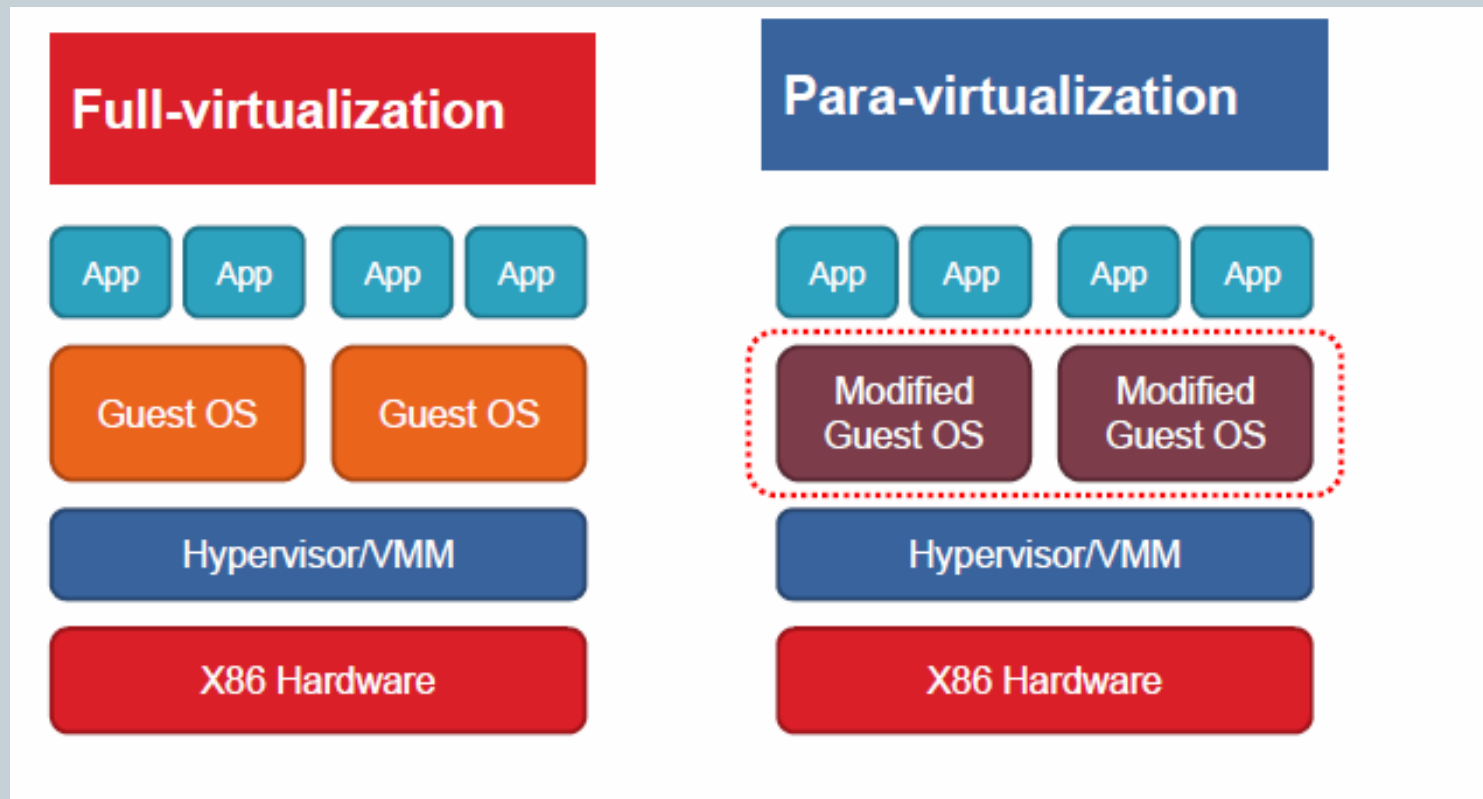 Full-virtualization
App App App App
Guest OS Guest OS
Hypervisor/VMM
X86 Hardware
Para-virtualization
App App App App
Modified
Guest OS
Modified
Guest OS
Hypervisor/VMM
X86 Hardware